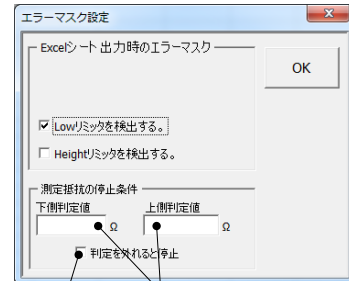 エラーマスク設定
Excelシート出力時のエラーマスク
OK
Lowリミッタを検出する。
Heightリミッタを検出する。
測定抵抗の停止条件
下側判定値 上側判定値
Ω Ω
判定を外れると停止